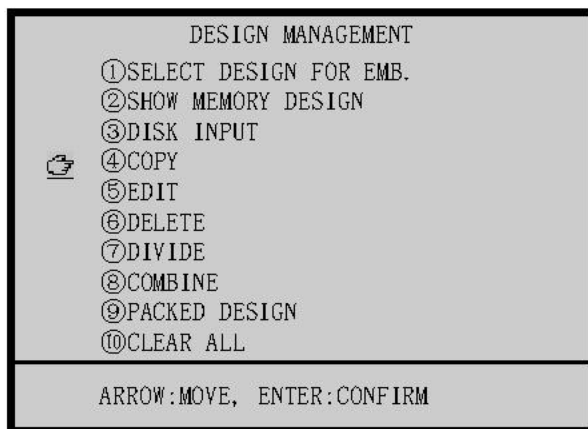 DESIGN MANAGEMENT
①SELECT DESIGN FOR EMB.
②SHOW MEMORY DESIGN
③DISK INPUT
④COPY
⑤EDIT
⑥DELETE
⑦DIVIDE
⑧COMBINE
⑨PACKED DESIGN
⑩CLEAR ALL
ARROW:MOVE, ENTER:CONFIRM